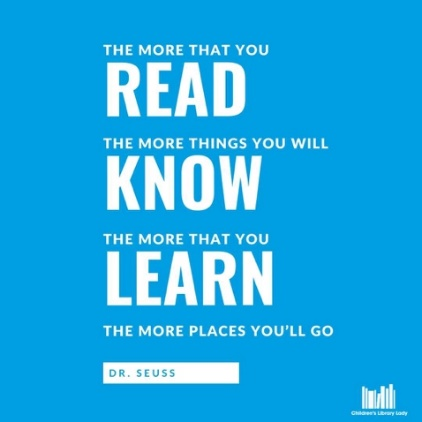 THE MORE THAT YOU
READ
THE MORE THINGS YOU WILL
KNOW
THE MORE THAT YOU
LEARN
THE MORE PLACES YOU'LL GO
DR. SEUSS
Children's Library Lady